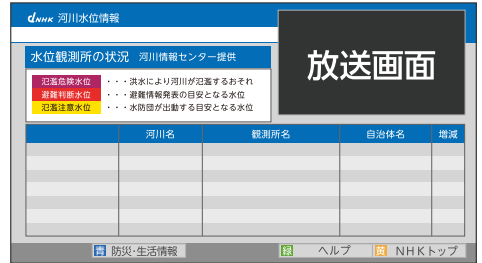 dNHK 河川水位情報
水位観測所の状況 河川情報センター提供
氾濫危険水位 ・・・洪水により河川が氾濫するおそれ
避難判断水位 ・・・避難情報発表の目安となる水位
氾濫注意水位 ・・・水防団が出動する目安となる水位
放送画面
河川名 観測所名 自治体名 増減
青 防災・生活情報 緑 ヘルプ 黄 NHKトップ